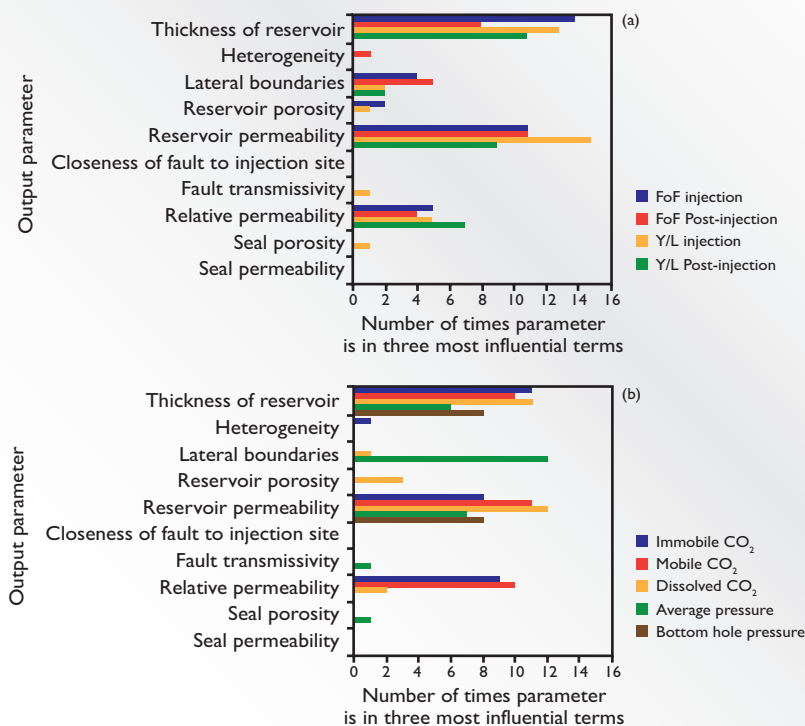 (a)
Output parameter
Thickness of reservoir
Heterogeneity
Lateral boundaries
Reservoir porosity
Reservoir permeability
Closeness of fault to injection site
Fault transmissivity
Relative permeability
Seal porosity
Seal permeability
0 2 4 6 8 10 12 14 16
Number of times parameter
is in three most influential terms
FoF injection
FoF Post-injection
Y/L injection
Y/L Post-injection
(b)
Output parameter
Thickness of reservoir
Heterogeneity
Lateral boundaries
Reservoir porosity
Reservoir permeability
Closeness of fault to injection site
Fault transmissivity
Relative permeability
Seal porosity
Seal permeability
0 2 4 6 8 10 12 14 16
Number of times parameter
is in three most influential terms
Immobile CO₂
Mobile CO₂
Dissolved CO₂
Average pressure
Bottom hole pressure